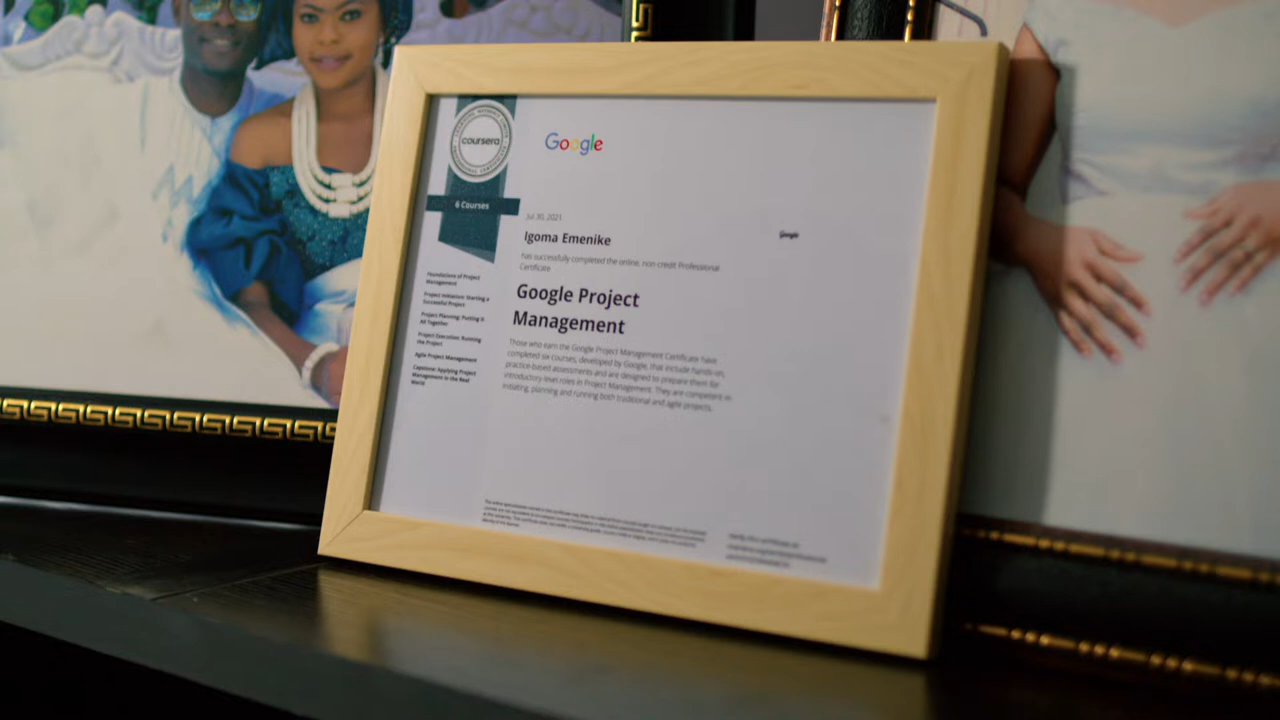 coursera
6 Courses
Foundations of Project
Management
Project Initiation: Starting a
Successful Project
Project Planning: Putting It
All Together
Project Execution: Running
the Project
Agile Project Management
Capstone: Applying Project
Management in the Real
World
Google
Jul 30, 2021
Igoma Emenike
has successfully completed the online, non-credit Professional
Certificate
Google Project
Management
Those who earn the Google Project Management Certificate have
completed six courses, developed by Google, that include hands-on,
practice-based assessments and are designed to prepare them for
introductory-level roles in Project Management. They are competent in
initiating, planning and running both traditional and agile projects.
Google